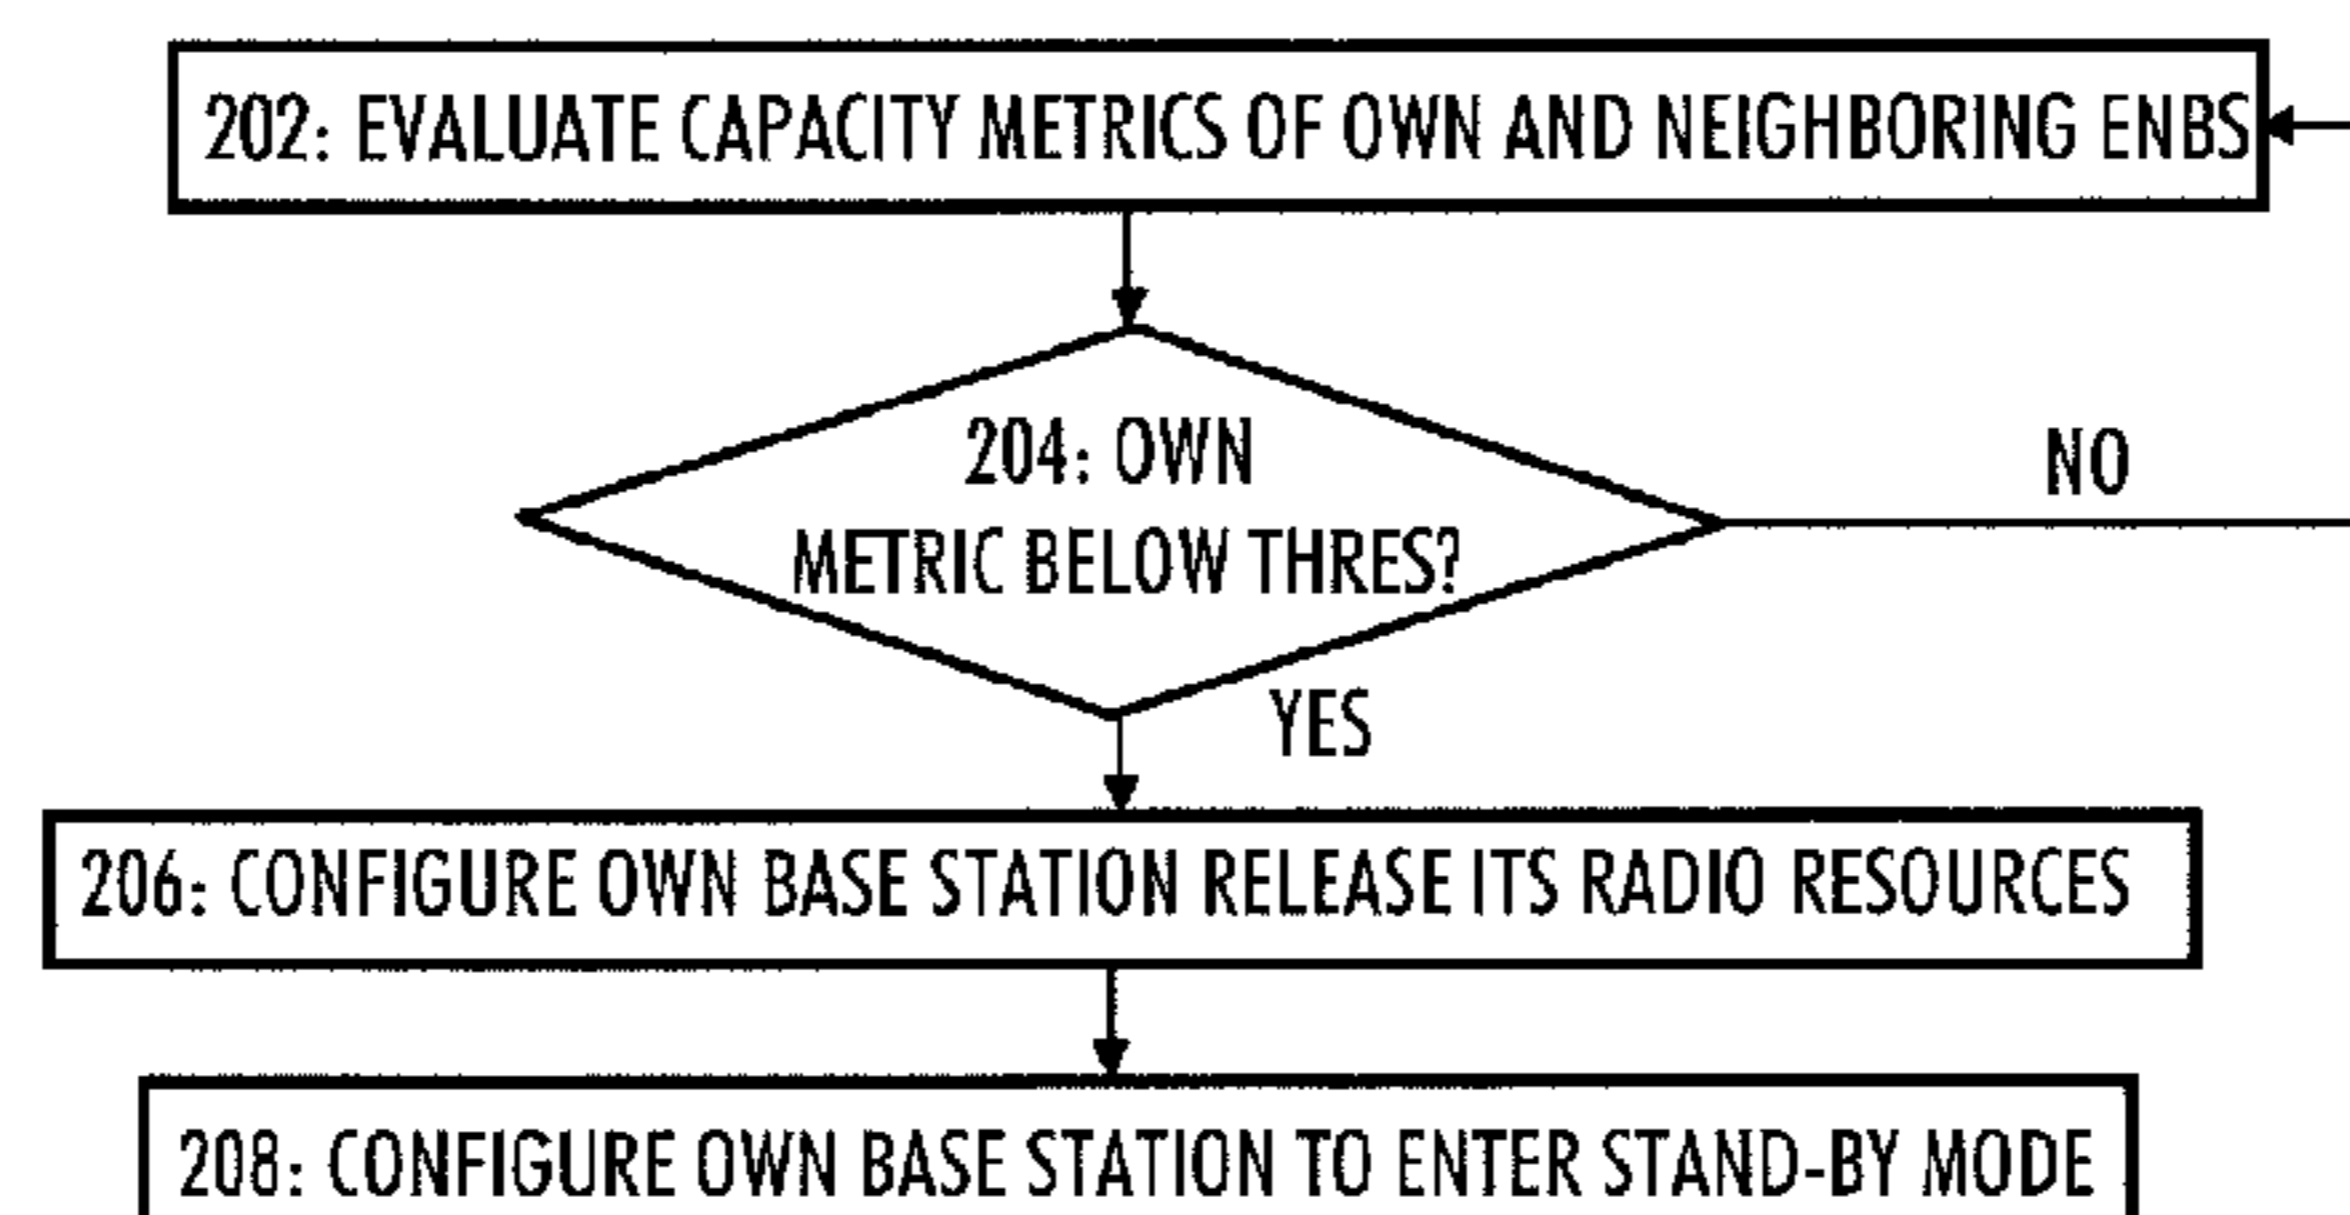 202: EVALUATE CAPACITY METRICS OF OWN AND NEIGHBORING ENBS
204: OWN
METRIC BELOW THRES?
NO
YES
206: CONFIGURE OWN BASE STATION RELEASE ITS RADIO RESOURCES
208: CONFIGURE OWN BASE STATION TO ENTER STAND-BY MODE